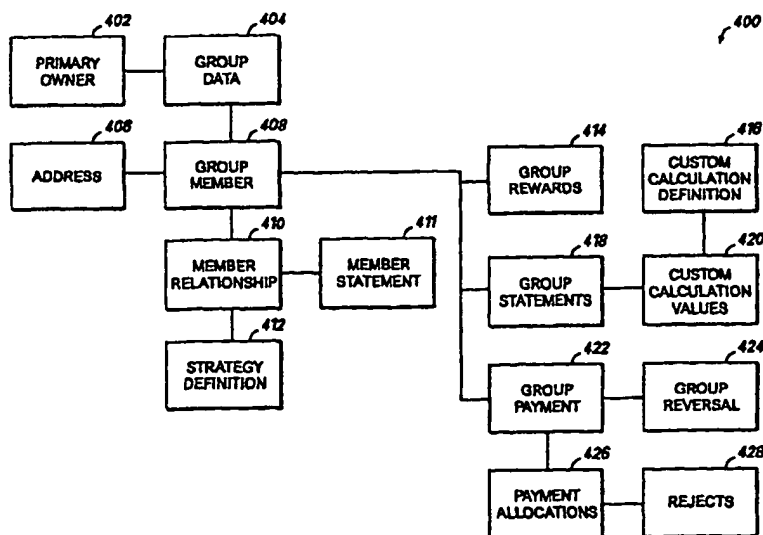 402
404
400
PRIMARY
OWNER
GROUP
DATA
406
408
414
416
ADDRESS
GROUP
MEMBER
GROUP
REWARDS
CUSTOM
CALCULATION
DEFINITION
410
411
418
420
MEMBER
RELATIONSHIP
MEMBER
STATEMENT
GROUP
STATEMENTS
CUSTOM
CALCULATION
VALUES
412
422
424
STRATEGY
DEFINITION
GROUP
PAYMENT
GROUP
REVERSAL
426
428
PAYMENT
ALLOCATIONS
REJECTS